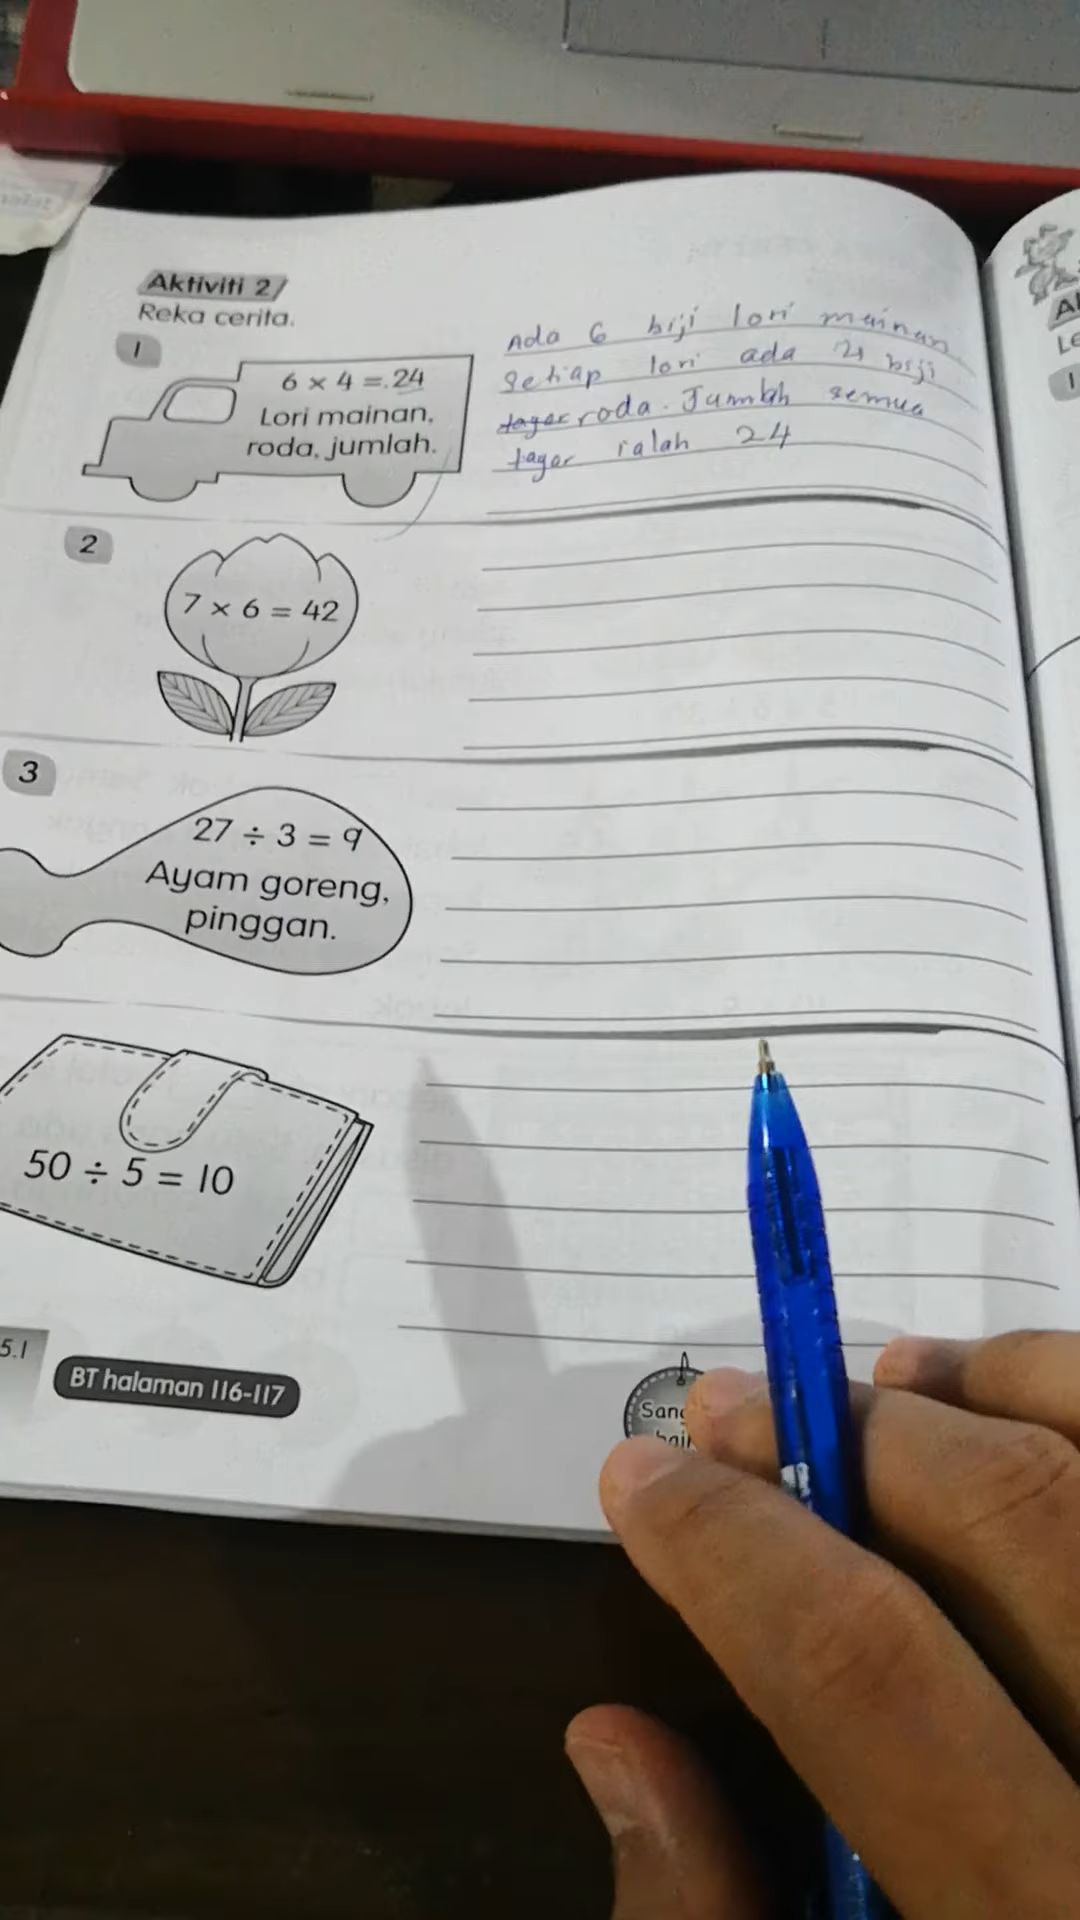 Aktiviti 2
Reka cerita.
1
6 × 4 = 24
Lori mainan,
roda, jumlah.
Ada 6 biji lori mainan
Setiap lori ada 4 biji
tayar roda. Jumlah semua
tayar ialah 24
2
7 × 6 = 42
3
27 ÷ 3 = 9
Ayam goreng,
pinggan.
50 ÷ 5 = 10
5.1
BT halaman 116-117